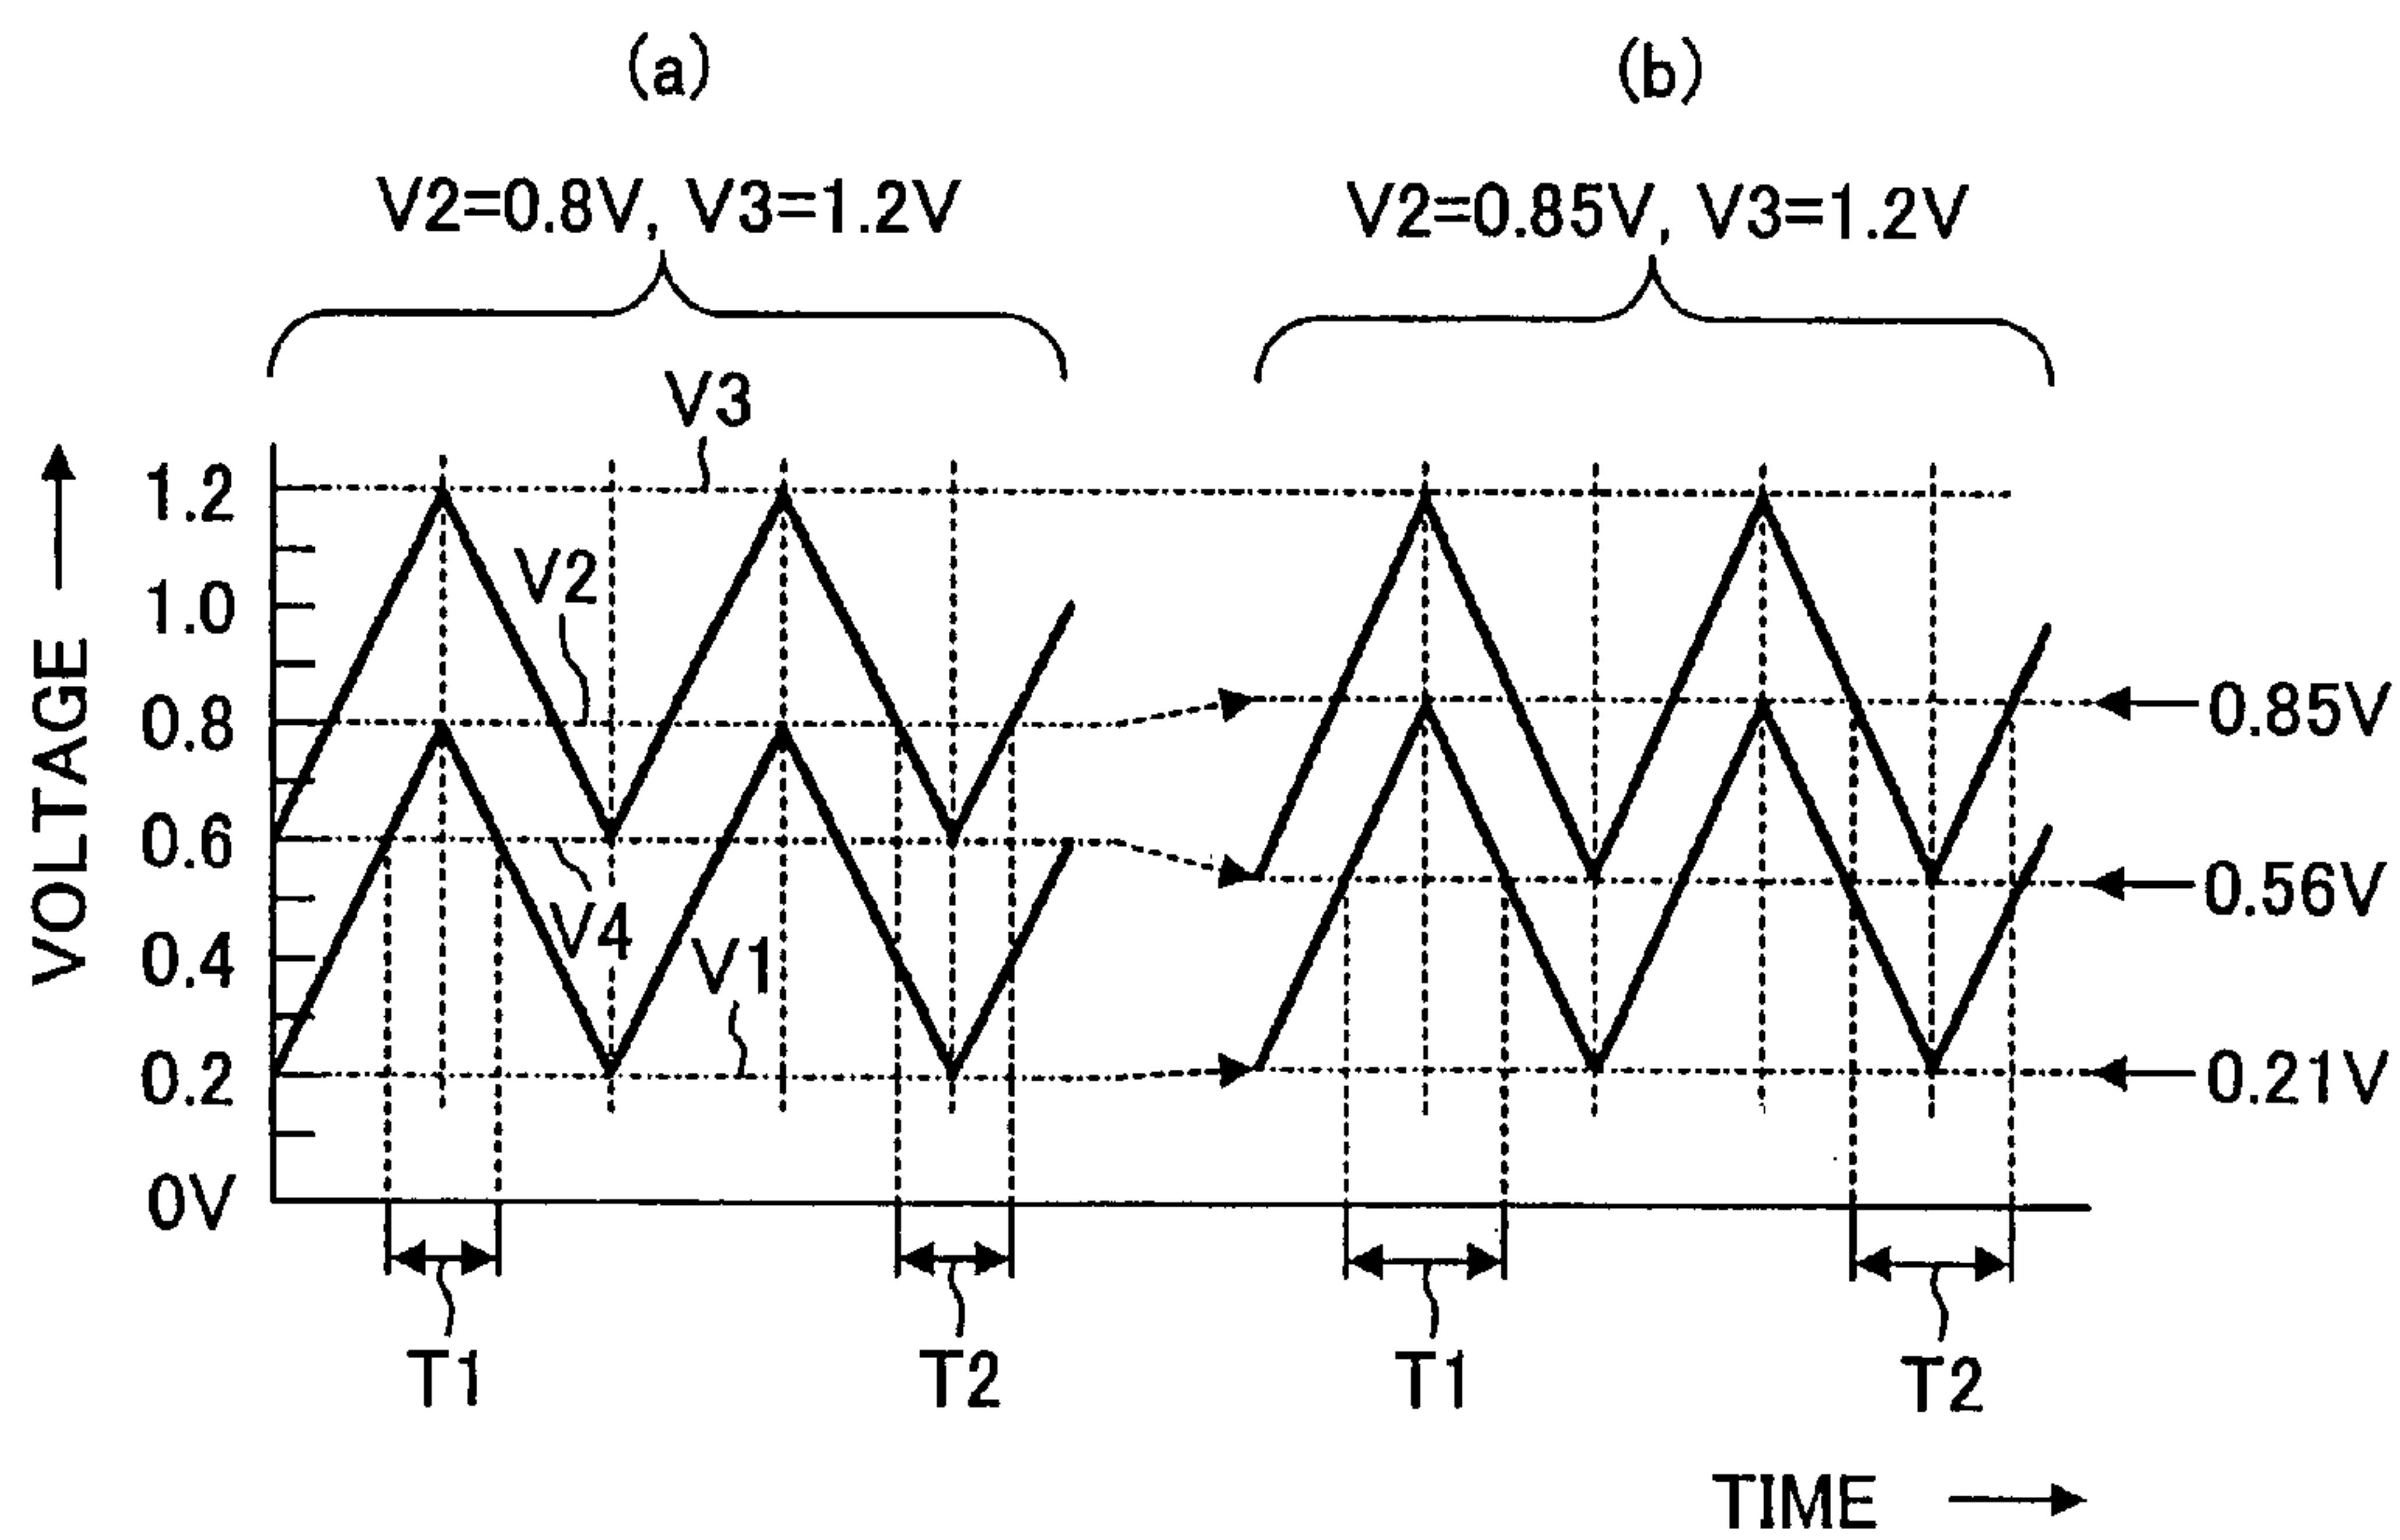 (a)
(b)
V2=0.8V, V3=1.2V
V2=0.85V, V3=1.2V
V3
VOLTAGE
1.2
1.0
0.8
0.6
0.4
0.2
0V
V2
V4
V1
0.85V
0.56V
0.21V
T1
T2
T1
T2
TIME